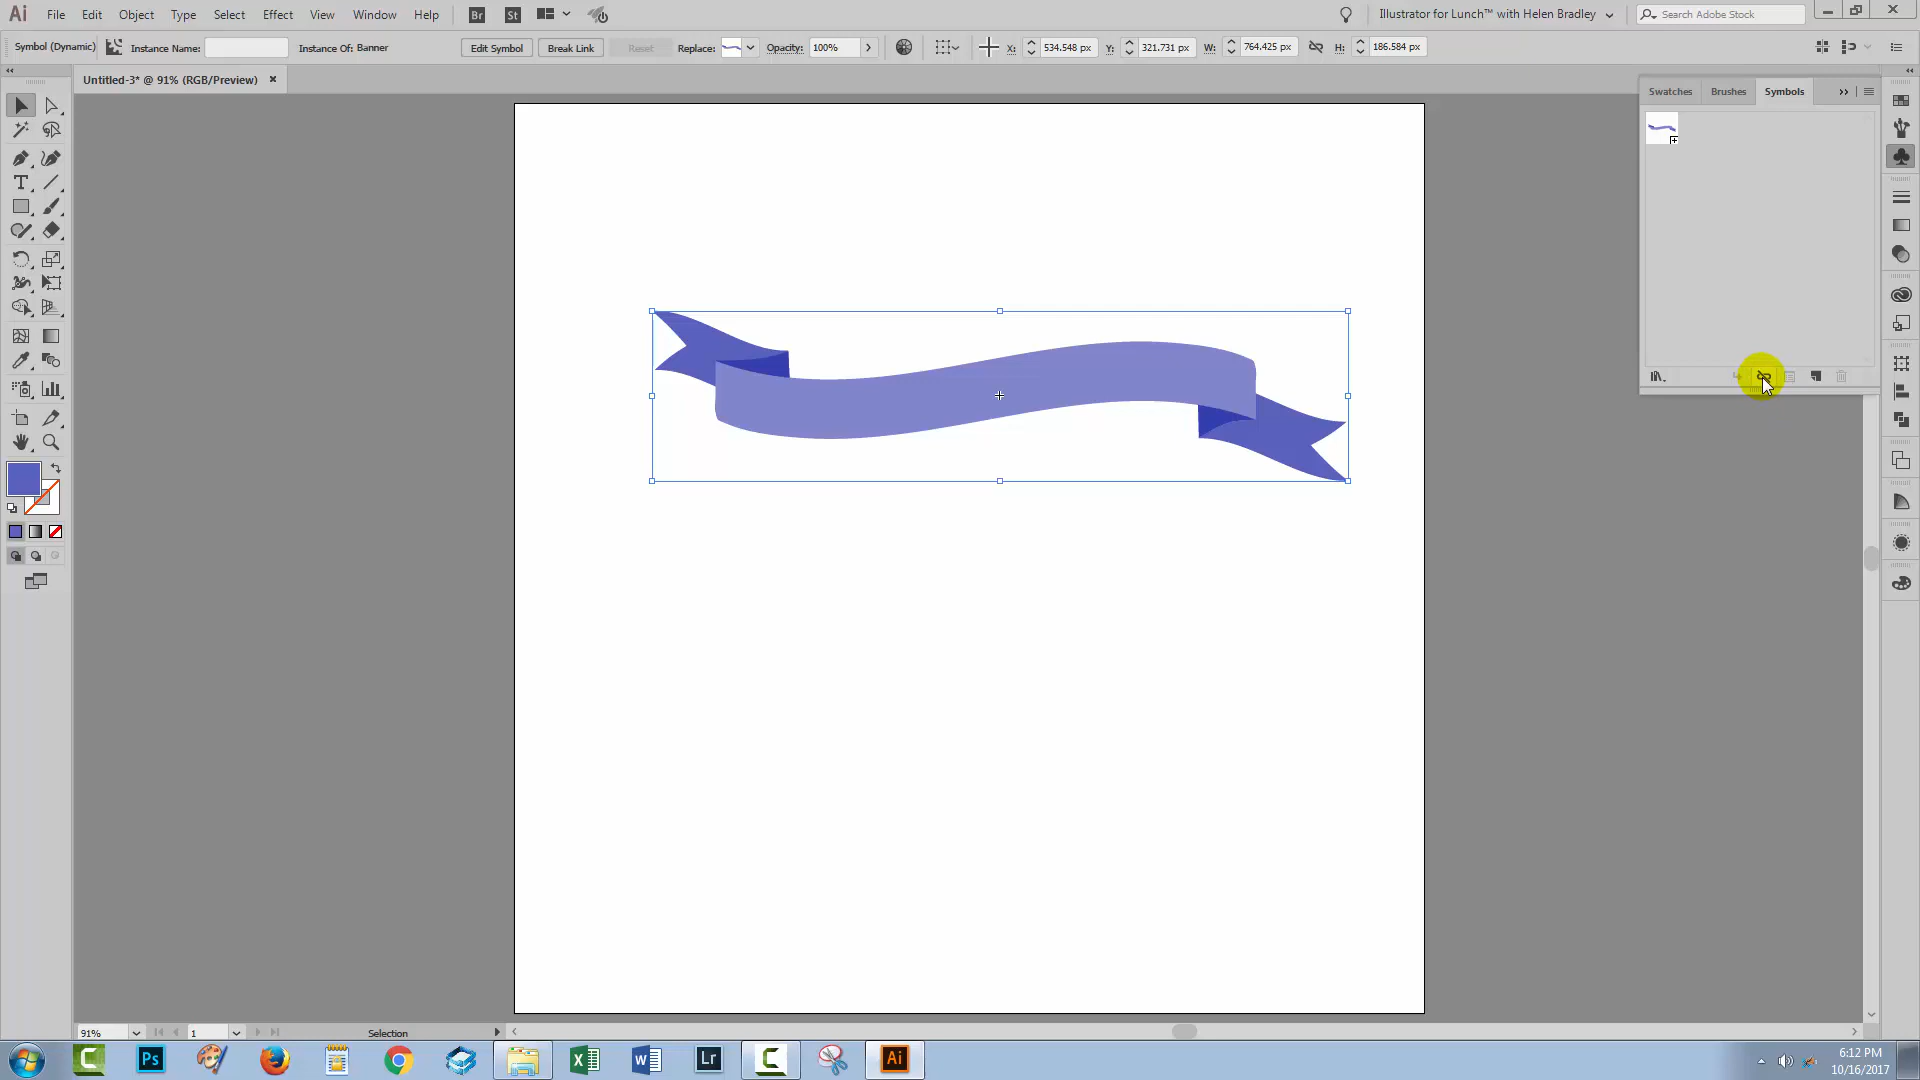 Ai File Edit Object Type Select Effect View Window Help Br St Illustrator for Lunch™ with Helen Bradley Search Adobe Stock
Symbol (Dynamic) Instance Name: Instance Of: Banner Edit Symbol Break Link Reset Replace: Opacity: 100% X: 534.548 px Y: 321.731 px W: 764.425 px H: 186.584 px
Untitled-3* @ 91% (RGB/Preview)
Swatches Brushes Symbols
T
91% 1 Selection
Ps Lr Ai
6:12 PM
10/16/2017